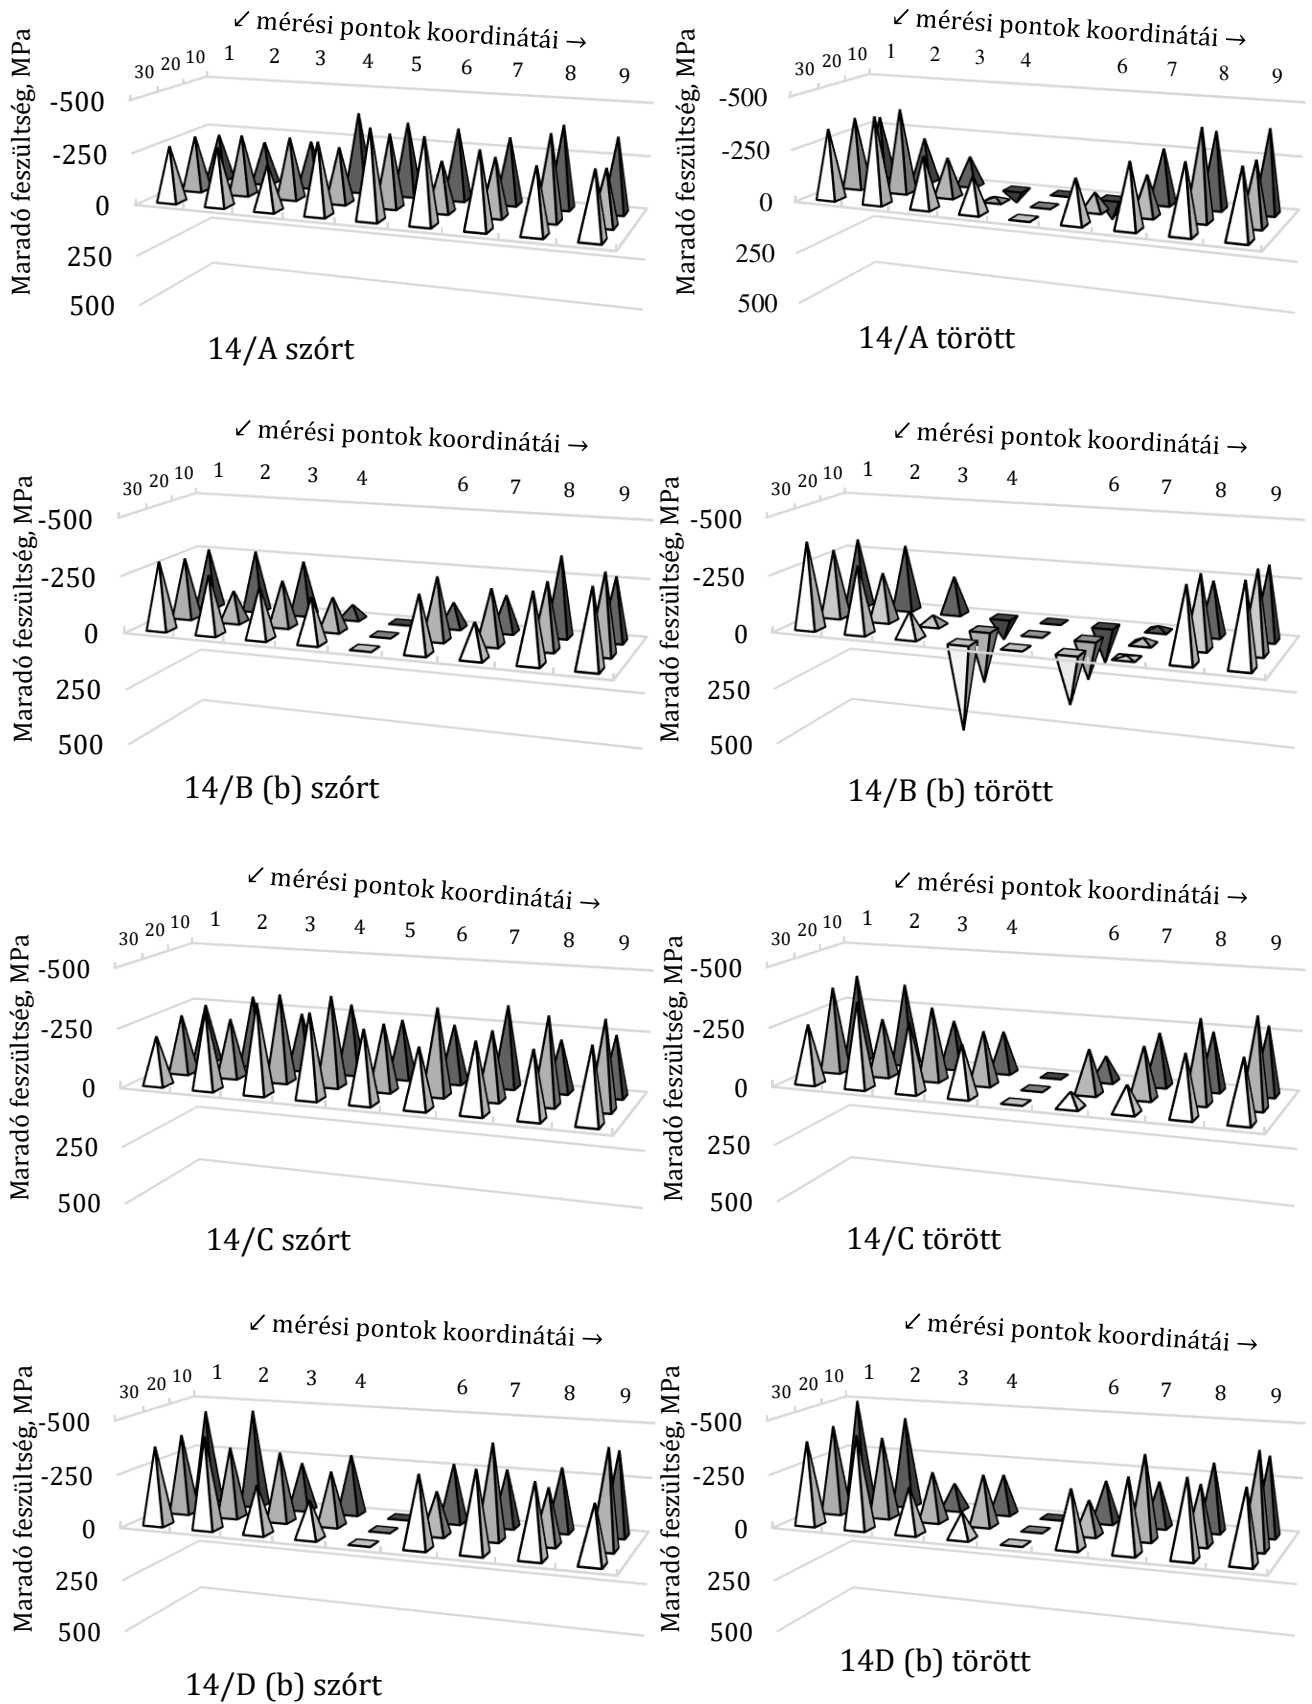 ↙ mérési pontok koordinátái →
30 20 10 1 2 3 4 5 6 7 8 9
Maradó feszültség, MPa
-500
-250
0
250
500
14/A szórt
↙ mérési pontok koordinátái →
30 20 10 1 2 3 4 6 7 8 9
Maradó feszültség, MPa
-500
-250
0
250
500
14/A törött
↙ mérési pontok koordinátái →
30 20 10 1 2 3 4 6 7 8 9
Maradó feszültség, MPa
-500
-250
0
250
500
14/B (b) szórt
↙ mérési pontok koordinátái →
30 20 10 1 2 3 4 6 7 8 9
Maradó feszültség, MPa
-500
-250
0
250
500
14/B (b) törött
↙ mérési pontok koordinátái →
30 20 10 1 2 3 4 5 6 7 8 9
Maradó feszültség, MPa
-500
-250
0
250
500
14/C szórt
↙ mérési pontok koordinátái →
30 20 10 1 2 3 4 6 7 8 9
Maradó feszültség, MPa
-500
-250
0
250
500
14/C törött
↙ mérési pontok koordinátái →
30 20 10 1 2 3 4 6 7 8 9
Maradó feszültség, MPa
-500
-250
0
250
500
14/D (b) szórt
↙ mérési pontok koordinátái →
30 20 10 1 2 3 4 6 7 8 9
Maradó feszültség, MPa
-500
-250
0
250
500
14D (b) törött